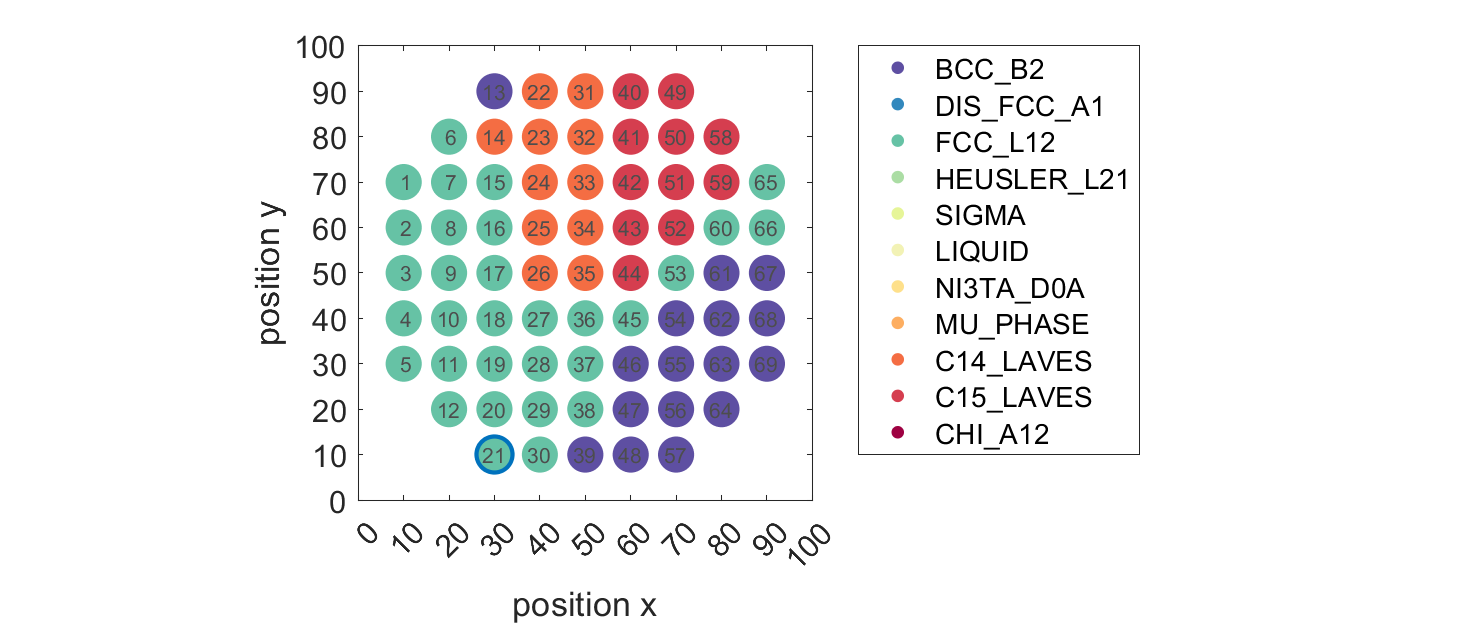 100
90
80
70
60
50
40
30
20
10
0
position y
13 22 31 40 49
6 14 23 32 41 50 58
1 7 15 24 33 42 51 59 65
2 8 16 25 34 43 52 60 66
3 9 17 26 35 44 53 61 67
4 10 18 27 36 45 54 62 68
5 11 19 28 37 46 55 63 69
12 20 29 38 47 56 64
21 30 39 48 57
0 10 20 30 40 50 60 70 80 90 100
position x
BCC_B2
DIS_FCC_A1
FCC_L12
HEUSLER_L21
SIGMA
LIQUID
NI3TA_D0A
MU_PHASE
C14_LAVES
C15_LAVES
CHI_A12